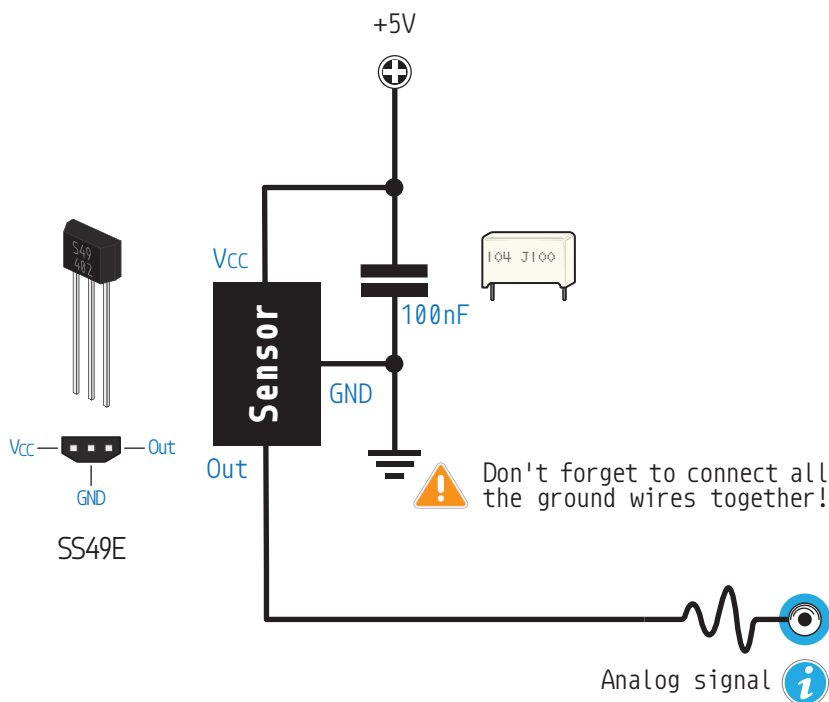 +5V
S49
402
Vcc
104 J100
100nF
Sensor
GND
Vcc
Out
GND
SS49E
Out
Don't forget to connect all
the ground wires together!
Analog signal